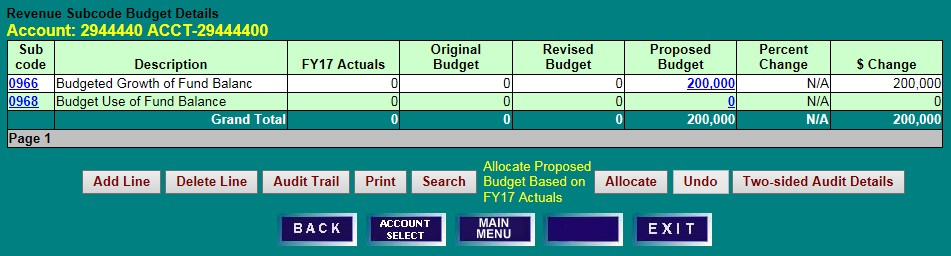 Revenue Subcode Budget Details
Account: 2944440 ACCT-29444400
Sub code Description FY17 Actuals Original Budget Revised Budget Proposed Budget Percent Change $ Change
0966 Budgeted Growth of Fund Balanc 0 0 0 200,000 N/A 200,000
0968 Budget Use of Fund Balance 0 0 0 0 N/A 0
Grand Total 0 0 0 200,000 N/A 200,000
Page 1
Add Line Delete Line Audit Trail Print Search Allocate Proposed Budget Based on FY17 Actuals Allocate Undo Two-sided Audit Details
BACK ACCOUNT SELECT MAIN MENU EXIT